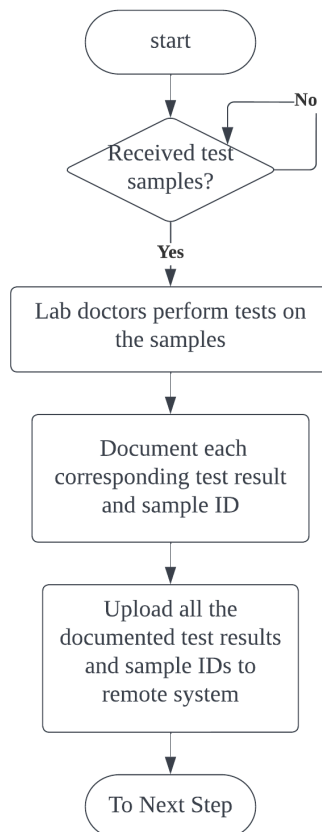 start
No
Received test
samples?
Yes
Lab doctors perform tests on
the samples
Document each
corresponding test result
and sample ID
Upload all the
documented test results
and sample IDs to
remote system
To Next Step